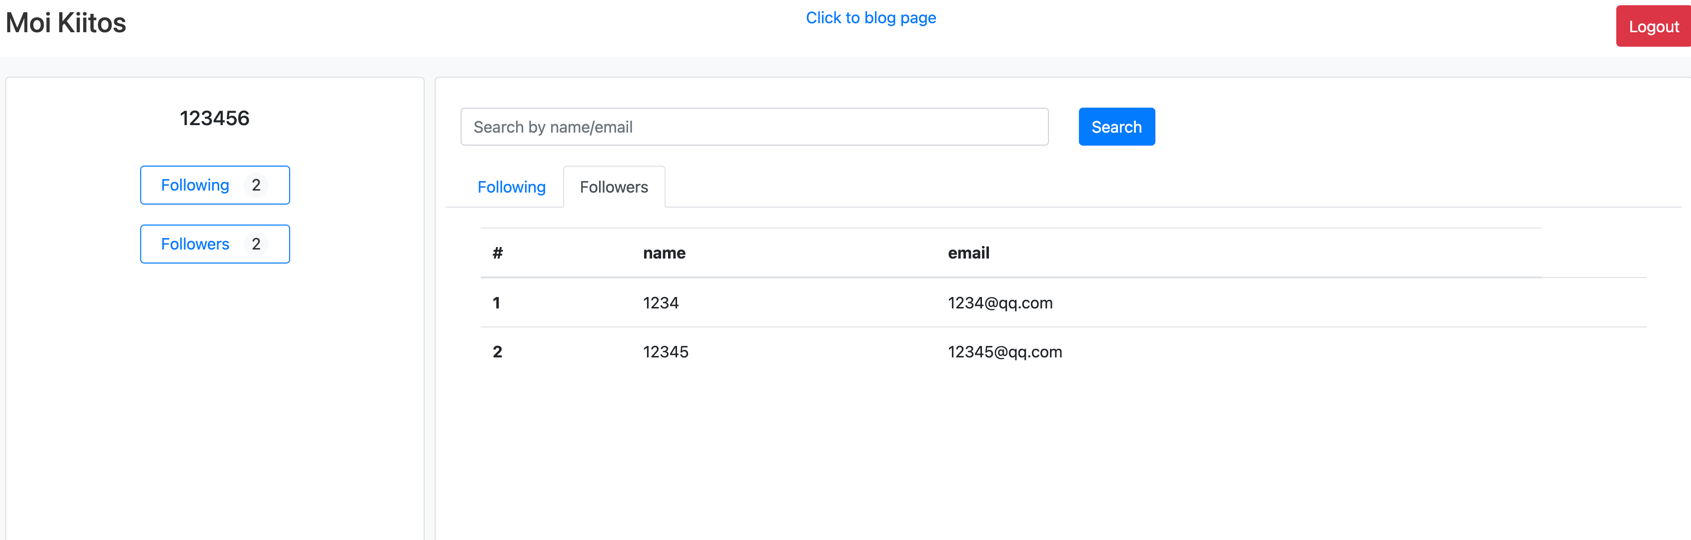 Moi Kiitos
Click to blog page
Logout
123456
Following 2
Followers 2
Search by name/email
Search
Following Followers
# name email
1 1234 1234@qq.com
2 12345 12345@qq.com